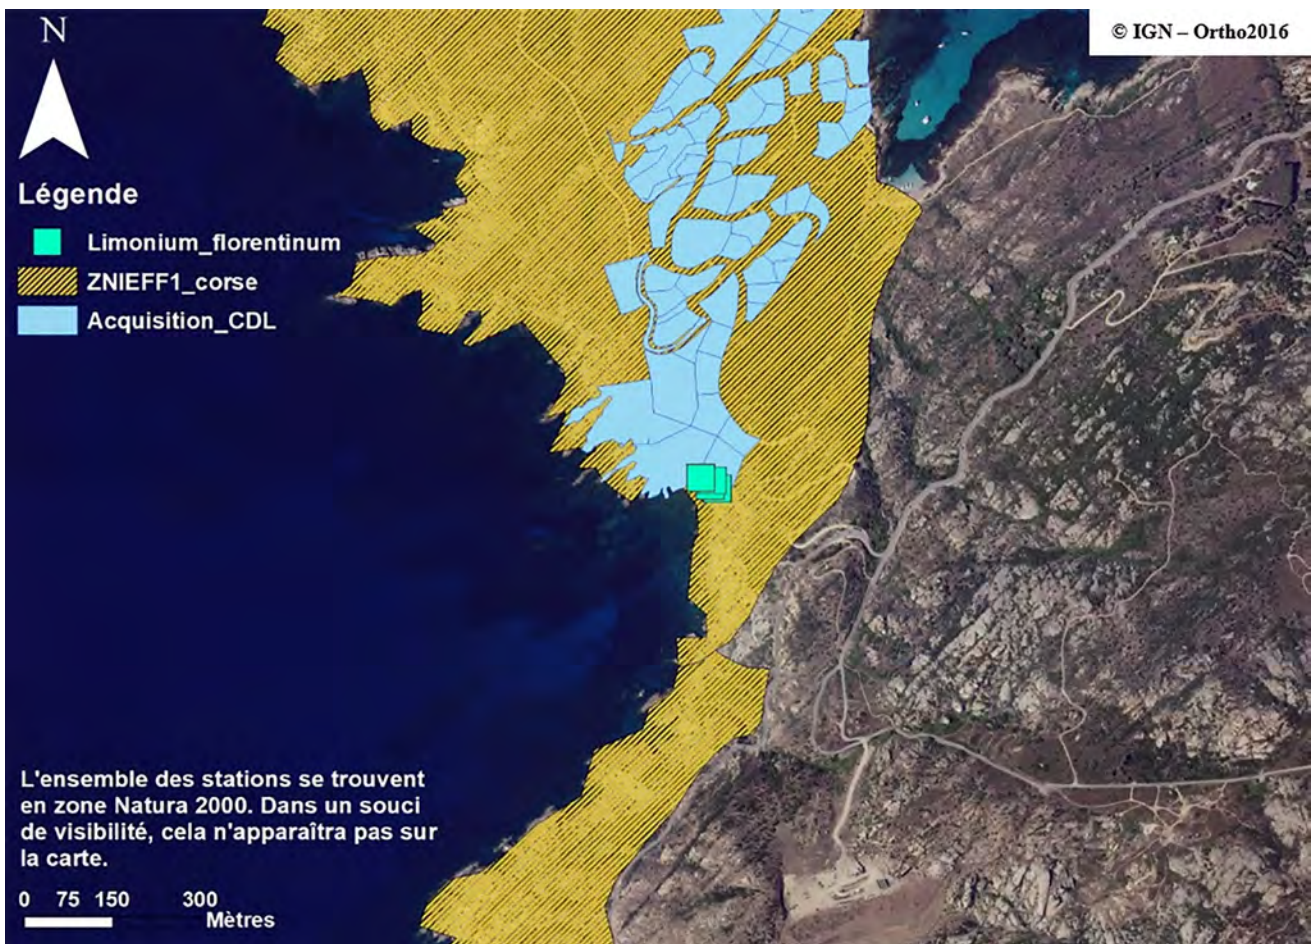 N
© IGN – Ortho2016
Légende
Limonium_florentinum
ZNIEFF1_corse
Acquisition_CDL
L'ensemble des stations se trouvent
en zone Natura 2000. Dans un souci
de visibilité, cela n'apparaîtra pas sur
la carte.
0 75 150 300
Mètres